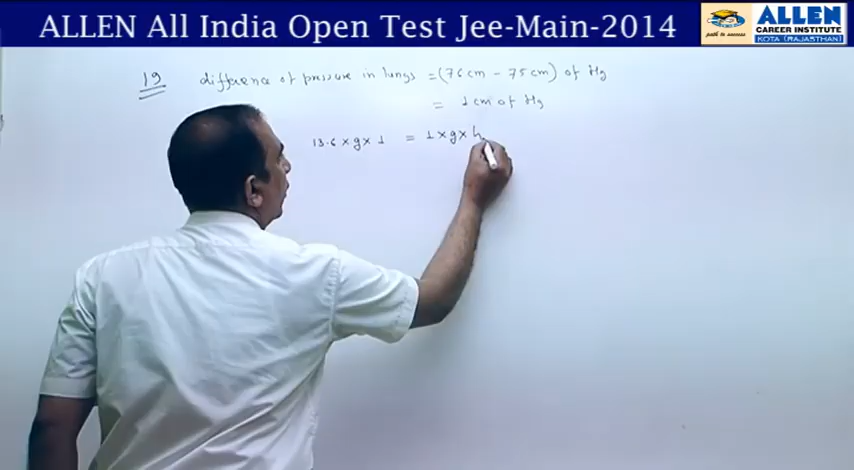 ALLEN All India Open Test Jee-Main-2014
path to success
ALLEN
CAREER INSTITUTE
KOTA (RAJASTHAN)
19 difference of pressure in lungs = (76 cm - 75 cm) of Hg
= 1 cm of Hg
13.6 × g × 1 = 1 × g × h